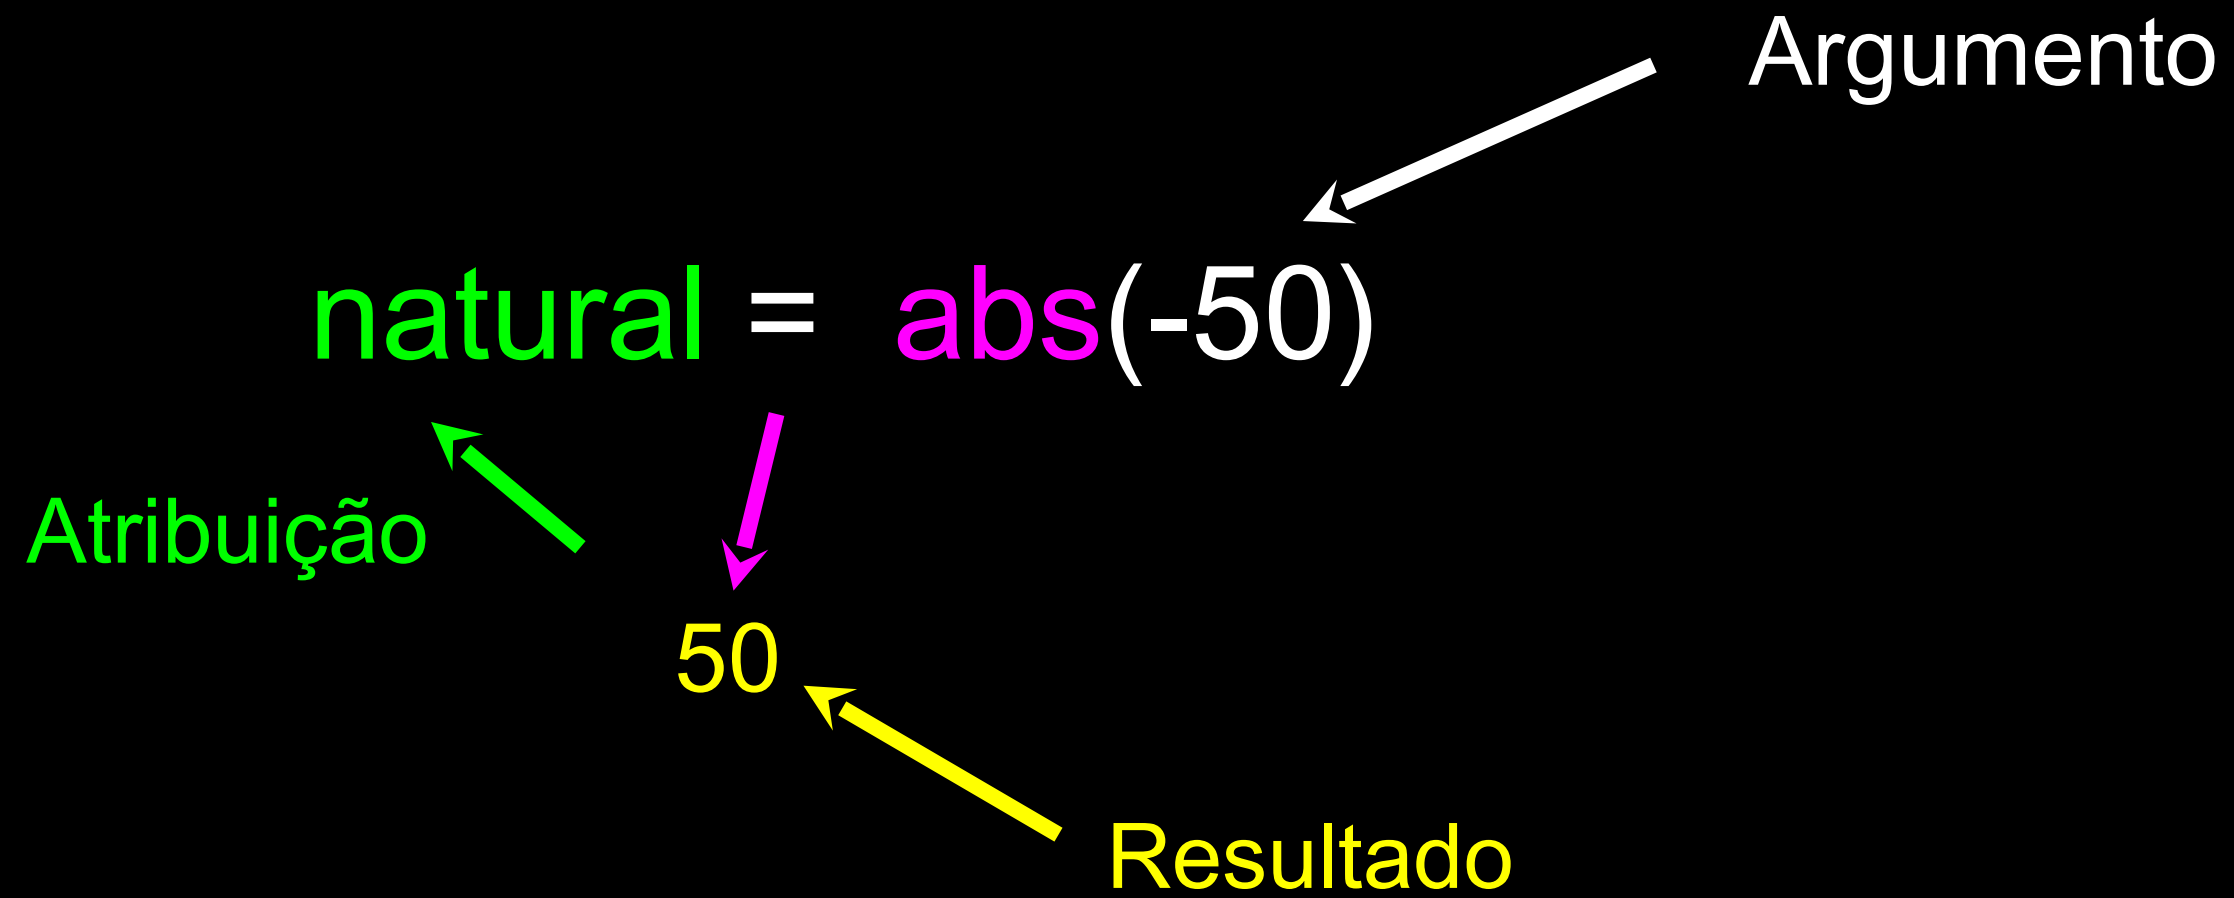 Argumento
natural = abs(-50)
Atribuição
50
Resultado